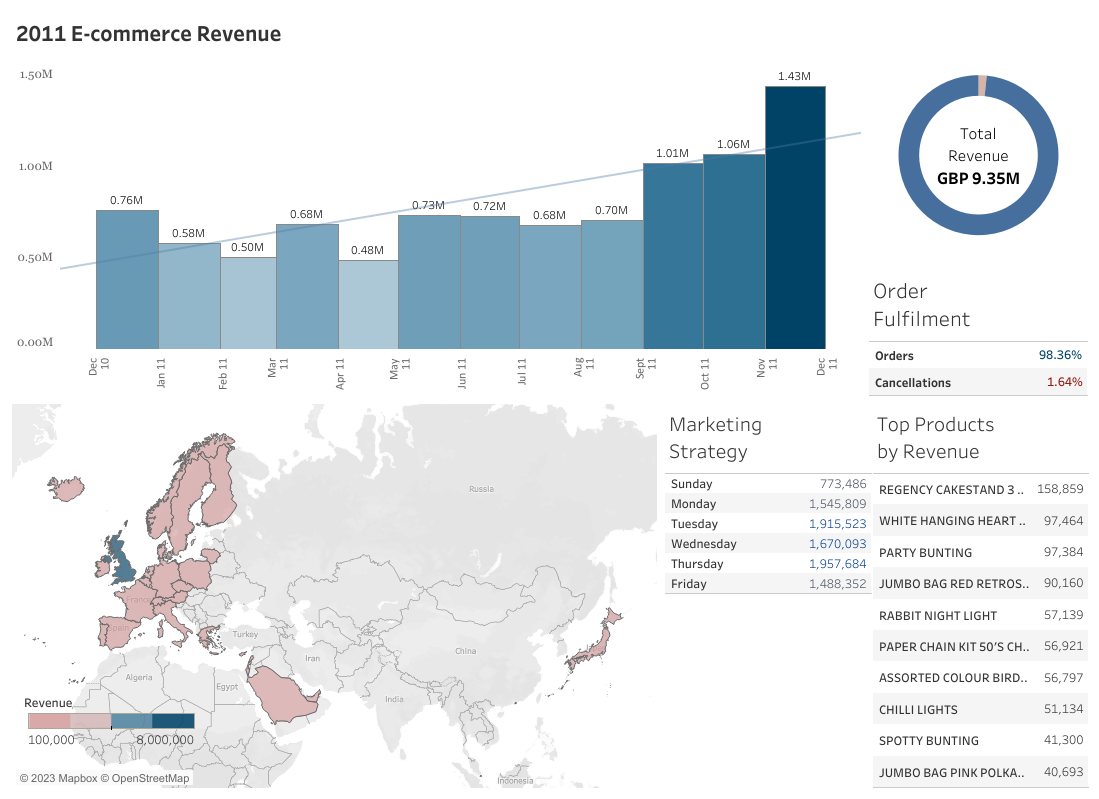 2011 E-commerce Revenue
1.50M
1.00M
0.50M
0.00M
0.76M
0.58M
0.50M
0.68M
0.48M
0.73M
0.72M
0.68M
0.70M
1.01M
1.06M
1.43M
Dec 10
Jan 11
Feb 11
Mar 11
Apr 11
May 11
Jun 11
Jul 11
Aug 11
Sept 11
Oct 11
Nov 11
Dec 11
Total
Revenue
GBP 9.35M
Order
Fulfilment
Orders 98.36%
Cancellations 1.64%
Russia
France
Spain
Turkey
China
Iran
Algeria
Egypt
India
Indonesia
Revenue
100,000 8,000,000
© 2023 Mapbox © OpenStreetMap
Marketing
Strategy
Sunday 773,486
Monday 1,545,809
Tuesday 1,915,523
Wednesday 1,670,093
Thursday 1,957,684
Friday 1,488,352
Top Products
by Revenue
REGENCY CAKESTAND 3 .. 158,859
WHITE HANGING HEART .. 97,464
PARTY BUNTING 97,384
JUMBO BAG RED RETROS.. 90,160
RABBIT NIGHT LIGHT 57,139
PAPER CHAIN KIT 50'S CH.. 56,921
ASSORTED COLOUR BIRD.. 56,797
CHILLI LIGHTS 51,134
SPOTTY BUNTING 41,300
JUMBO BAG PINK POLKA.. 40,693